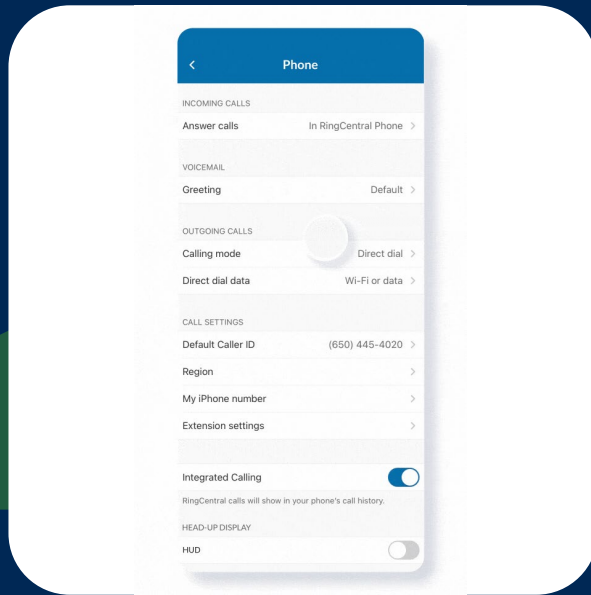 Phone
INCOMING CALLS
Answer calls In RingCentral Phone
VOICEMAIL
Greeting Default
OUTGOING CALLS
Calling mode Direct dial
Direct dial data Wi-Fi or data
CALL SETTINGS
Default Caller ID (650) 445-4020
Region
My iPhone number
Extension settings
Integrated Calling
RingCentral calls will show in your phone's call history.
HEAD-UP DISPLAY
HUD